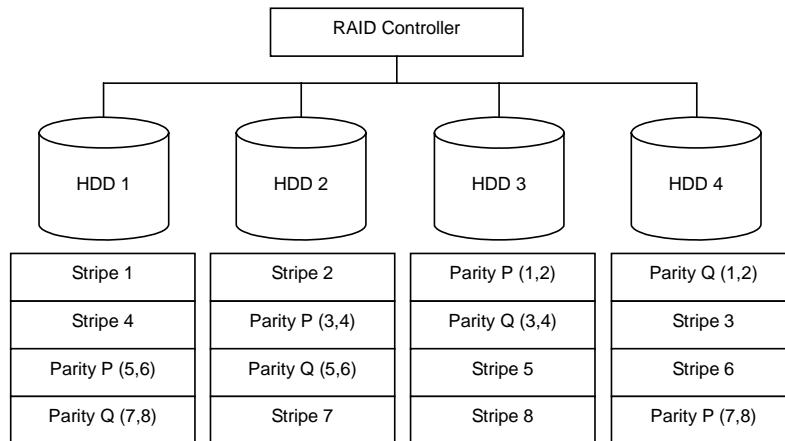 RAID Controller
HDD 1
HDD 2
HDD 3
HDD 4
Stripe 1
Stripe 2
Parity P (1,2)
Parity Q (1,2)
Stripe 4
Parity P (3,4)
Parity Q (3,4)
Stripe 3
Parity P (5,6)
Parity Q (5,6)
Stripe 5
Stripe 6
Parity Q (7,8)
Stripe 7
Stripe 8
Parity P (7,8)